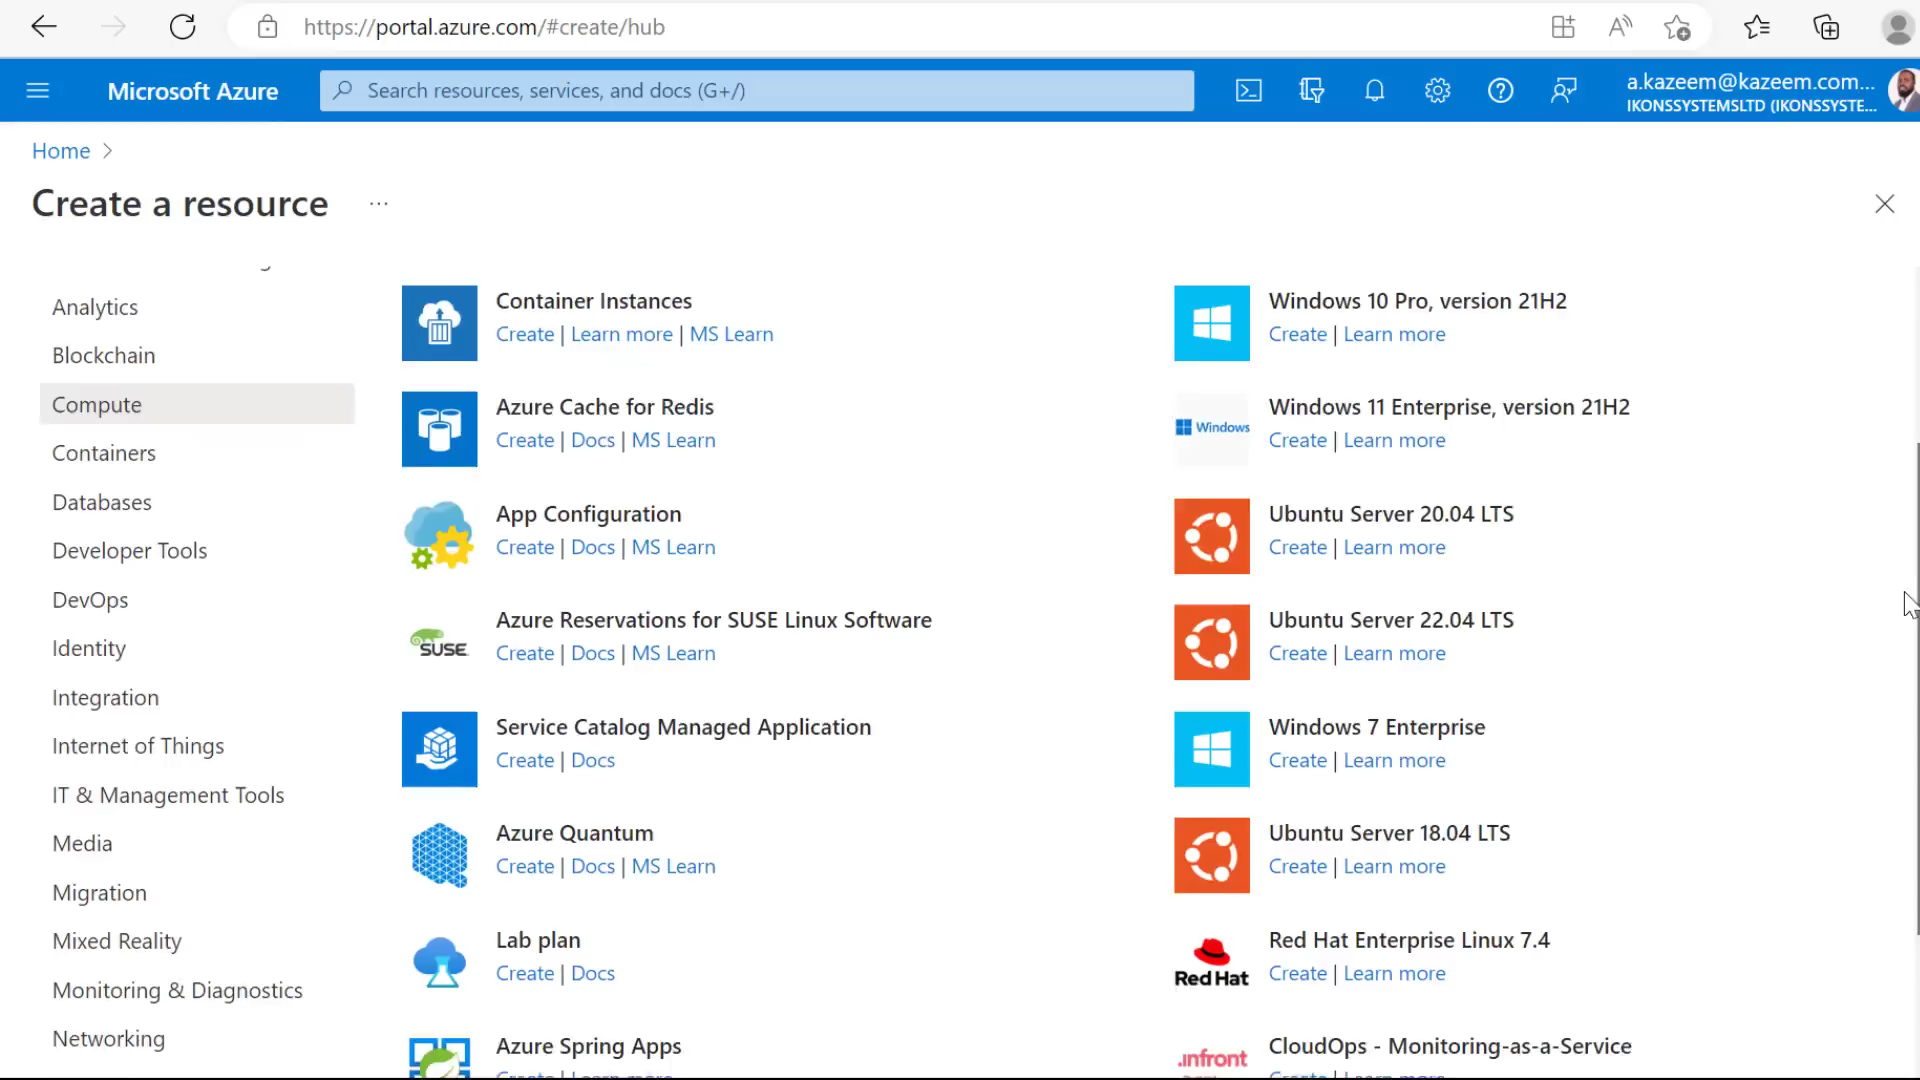 https://portal.azure.com/#create/hub
Microsoft Azure
Search resources, services, and docs (G+/)
a.kazeem@kazeem.com...
IKONSSYSTEMSLTD (IKONSSYSTE...
Home
Create a resource
...
Analytics
Blockchain
Compute
Containers
Databases
Developer Tools
DevOps
Identity
Integration
Internet of Things
IT & Management Tools
Media
Migration
Mixed Reality
Monitoring & Diagnostics
Networking
Container Instances
Create | Learn more | MS Learn
Azure Cache for Redis
Create | Docs | MS Learn
App Configuration
Create | Docs | MS Learn
SUSE
Azure Reservations for SUSE Linux Software
Create | Docs | MS Learn
Service Catalog Managed Application
Create | Docs
Azure Quantum
Create | Docs | MS Learn
Lab plan
Create | Docs
Azure Spring Apps
Create | Learn more
Windows 10 Pro, version 21H2
Create | Learn more
Windows
Windows 11 Enterprise, version 21H2
Create | Learn more
Ubuntu Server 20.04 LTS
Create | Learn more
Ubuntu Server 22.04 LTS
Create | Learn more
Windows 7 Enterprise
Create | Learn more
Ubuntu Server 18.04 LTS
Create | Learn more
Red Hat
Red Hat Enterprise Linux 7.4
Create | Learn more
.infront
CloudOps - Monitoring-as-a-Service
Create | Learn more